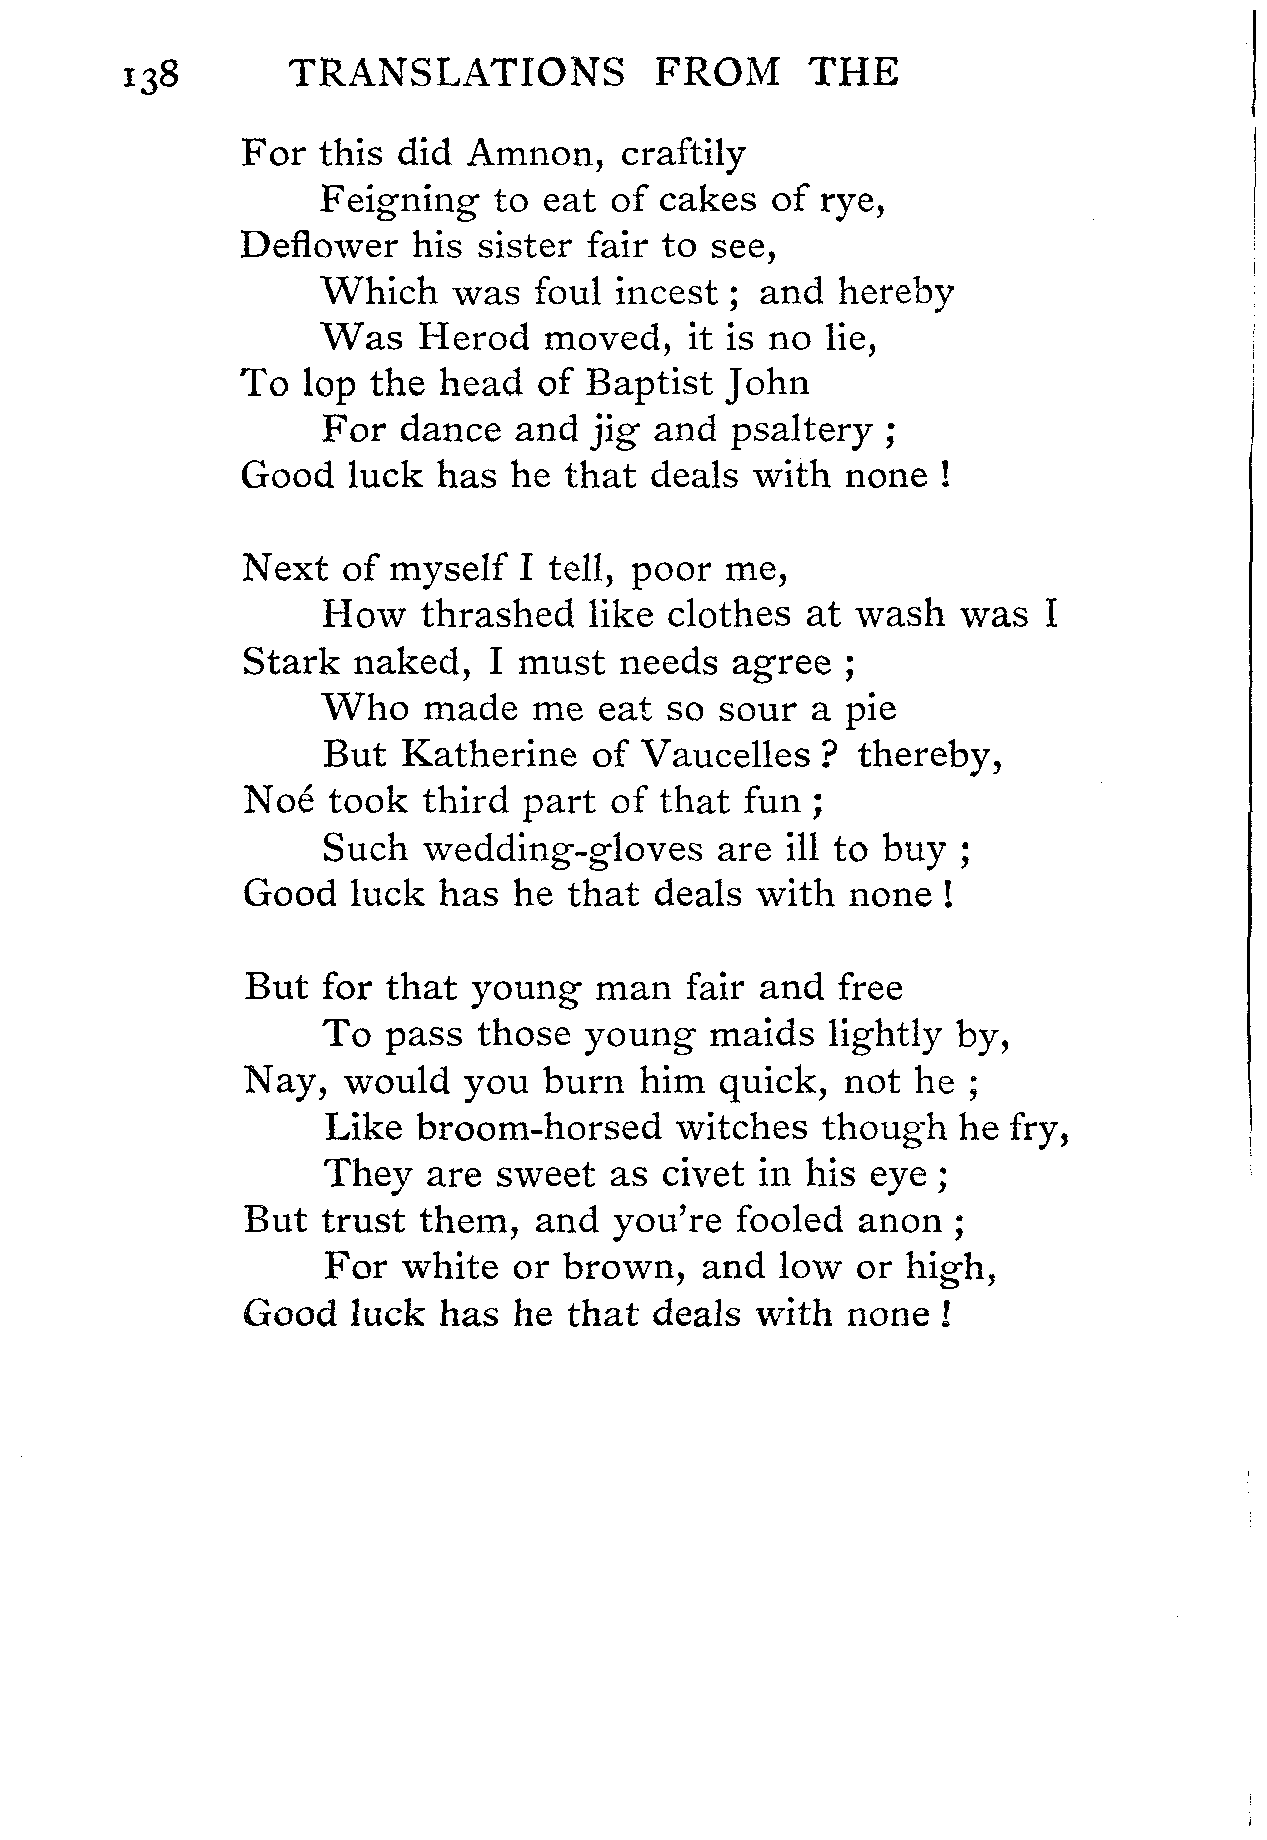 138 TRANSLATIONS FROM THE
For this did Amnon, craftily
Feigning to eat of cakes of rye,
Deflower his sister fair to see,
Which was foul incest ; and hereby
Was Herod moved, it is no lie,
To lop the head of Baptist John
For dance and jig and psaltery ;
Good luck has he that deals with none !
Next of myself I tell, poor me,
How thrashed like clothes at wash was I
Stark naked, I must needs agree ;
Who made me eat so sour a pie
But Katherine of Vaucelles ? thereby,
Noé took third part of that fun ;
Such wedding-gloves are ill to buy ;
Good luck has he that deals with none !
But for that young man fair and free
To pass those young maids lightly by,
Nay, would you burn him quick, not he ;
Like broom-horsed witches though he fry,
They are sweet as civet in his eye ;
But trust them, and you're fooled anon ;
For white or brown, and low or high,
Good luck has he that deals with none !